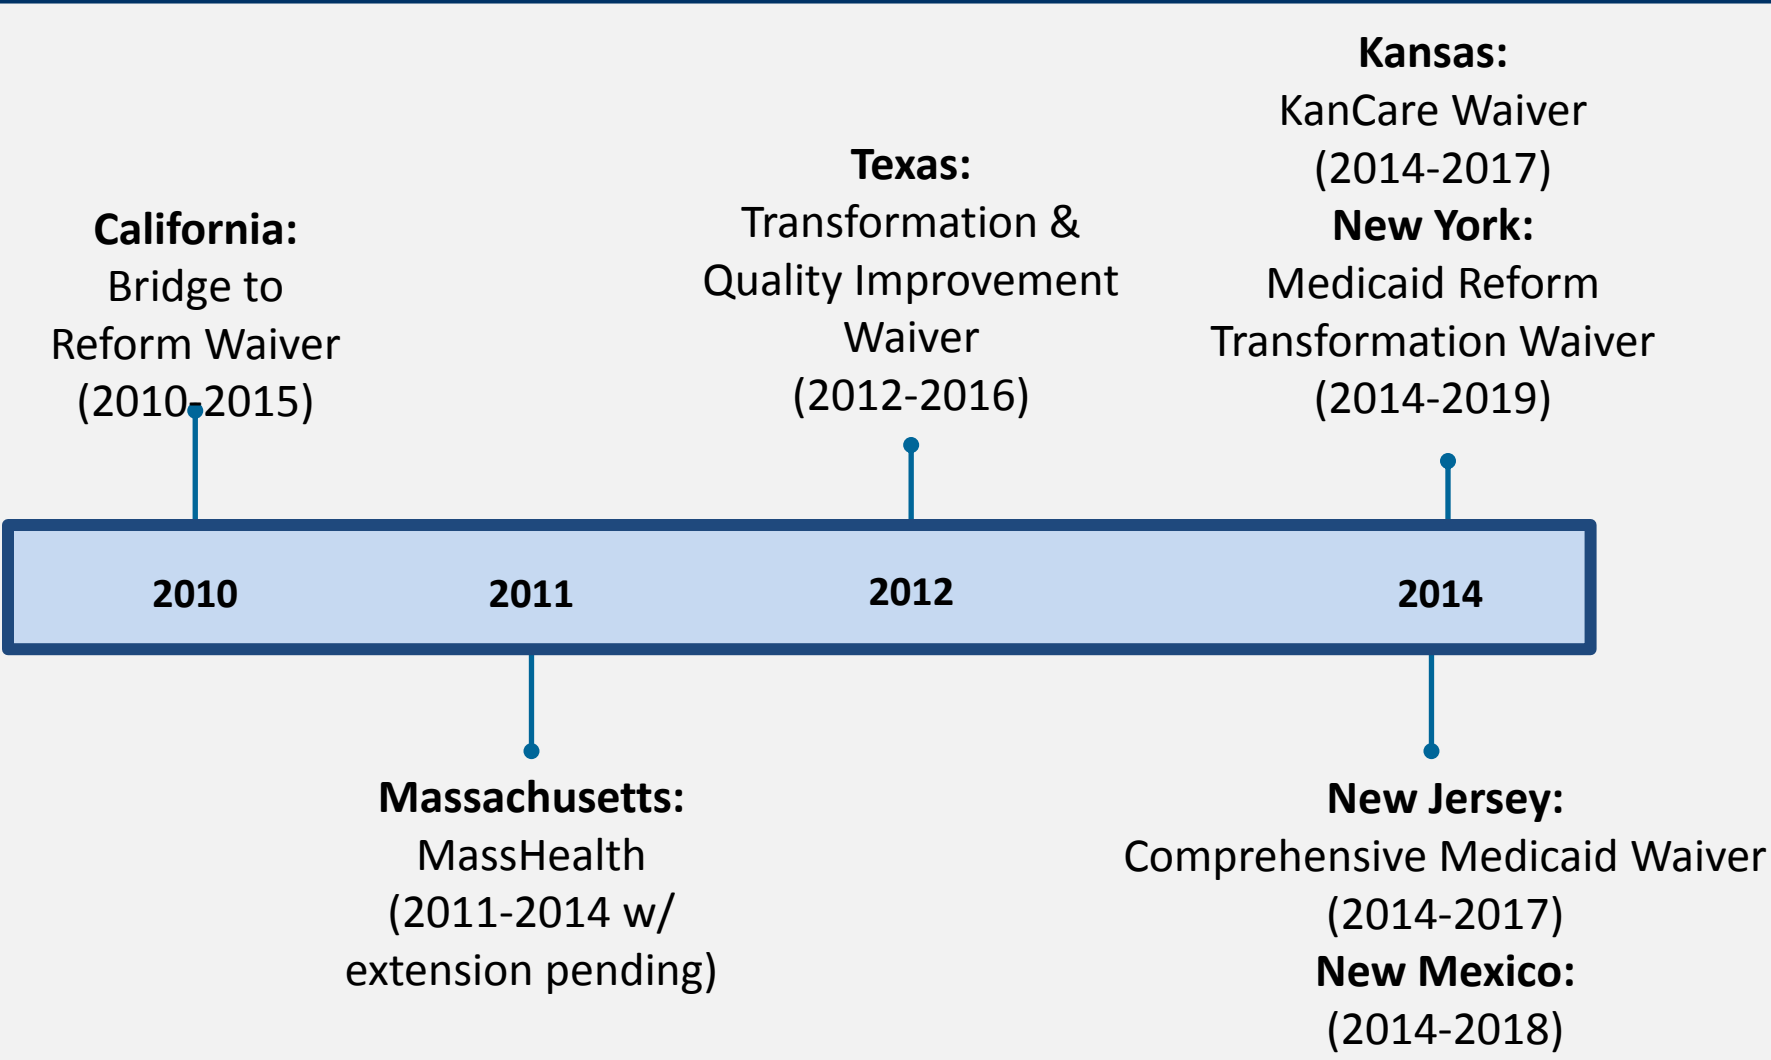 California:
Bridge to
Reform Waiver
(2010-2015)
Texas:
Transformation &
Quality Improvement
Waiver
(2012-2016)
Kansas:
KanCare Waiver
(2014-2017)
New York:
Medicaid Reform
Transformation Waiver
(2014-2019)
2010
2011
2012
2014
Massachusetts:
MassHealth
(2011-2014 w/
extension pending)
New Jersey:
Comprehensive Medicaid Waiver
(2014-2017)
New Mexico:
(2014-2018)